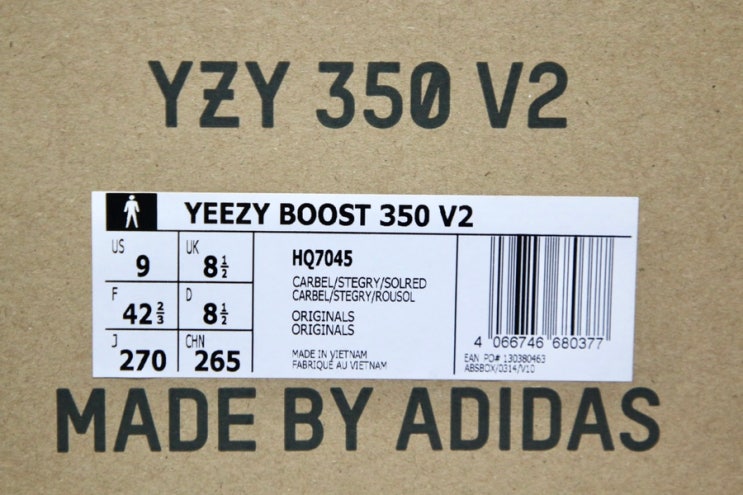 YZY 350 V2
YEEZY BOOST 350 V2
US 9
UK 8½
F 42⅔
D 8½
J 270
CHN 265
HQ7045
CARBEL/STEGRY/SOLRED
CARBEL/STEGRY/ROUSOL
ORIGINALS
ORIGINALS
MADE IN VIETNAM
FABRIQUÉ AU VIETNAM
4 066746 680377
EAN PO# 130380463
ABSBOX/0314/V10
MADE BY ADIDAS